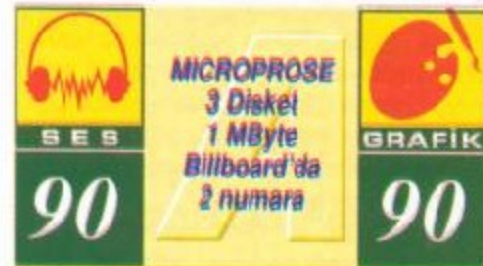 SES
90
MICROPROSE
3 Disket
1 MByte
Billboard'da
2 numara
GRAFİK
90